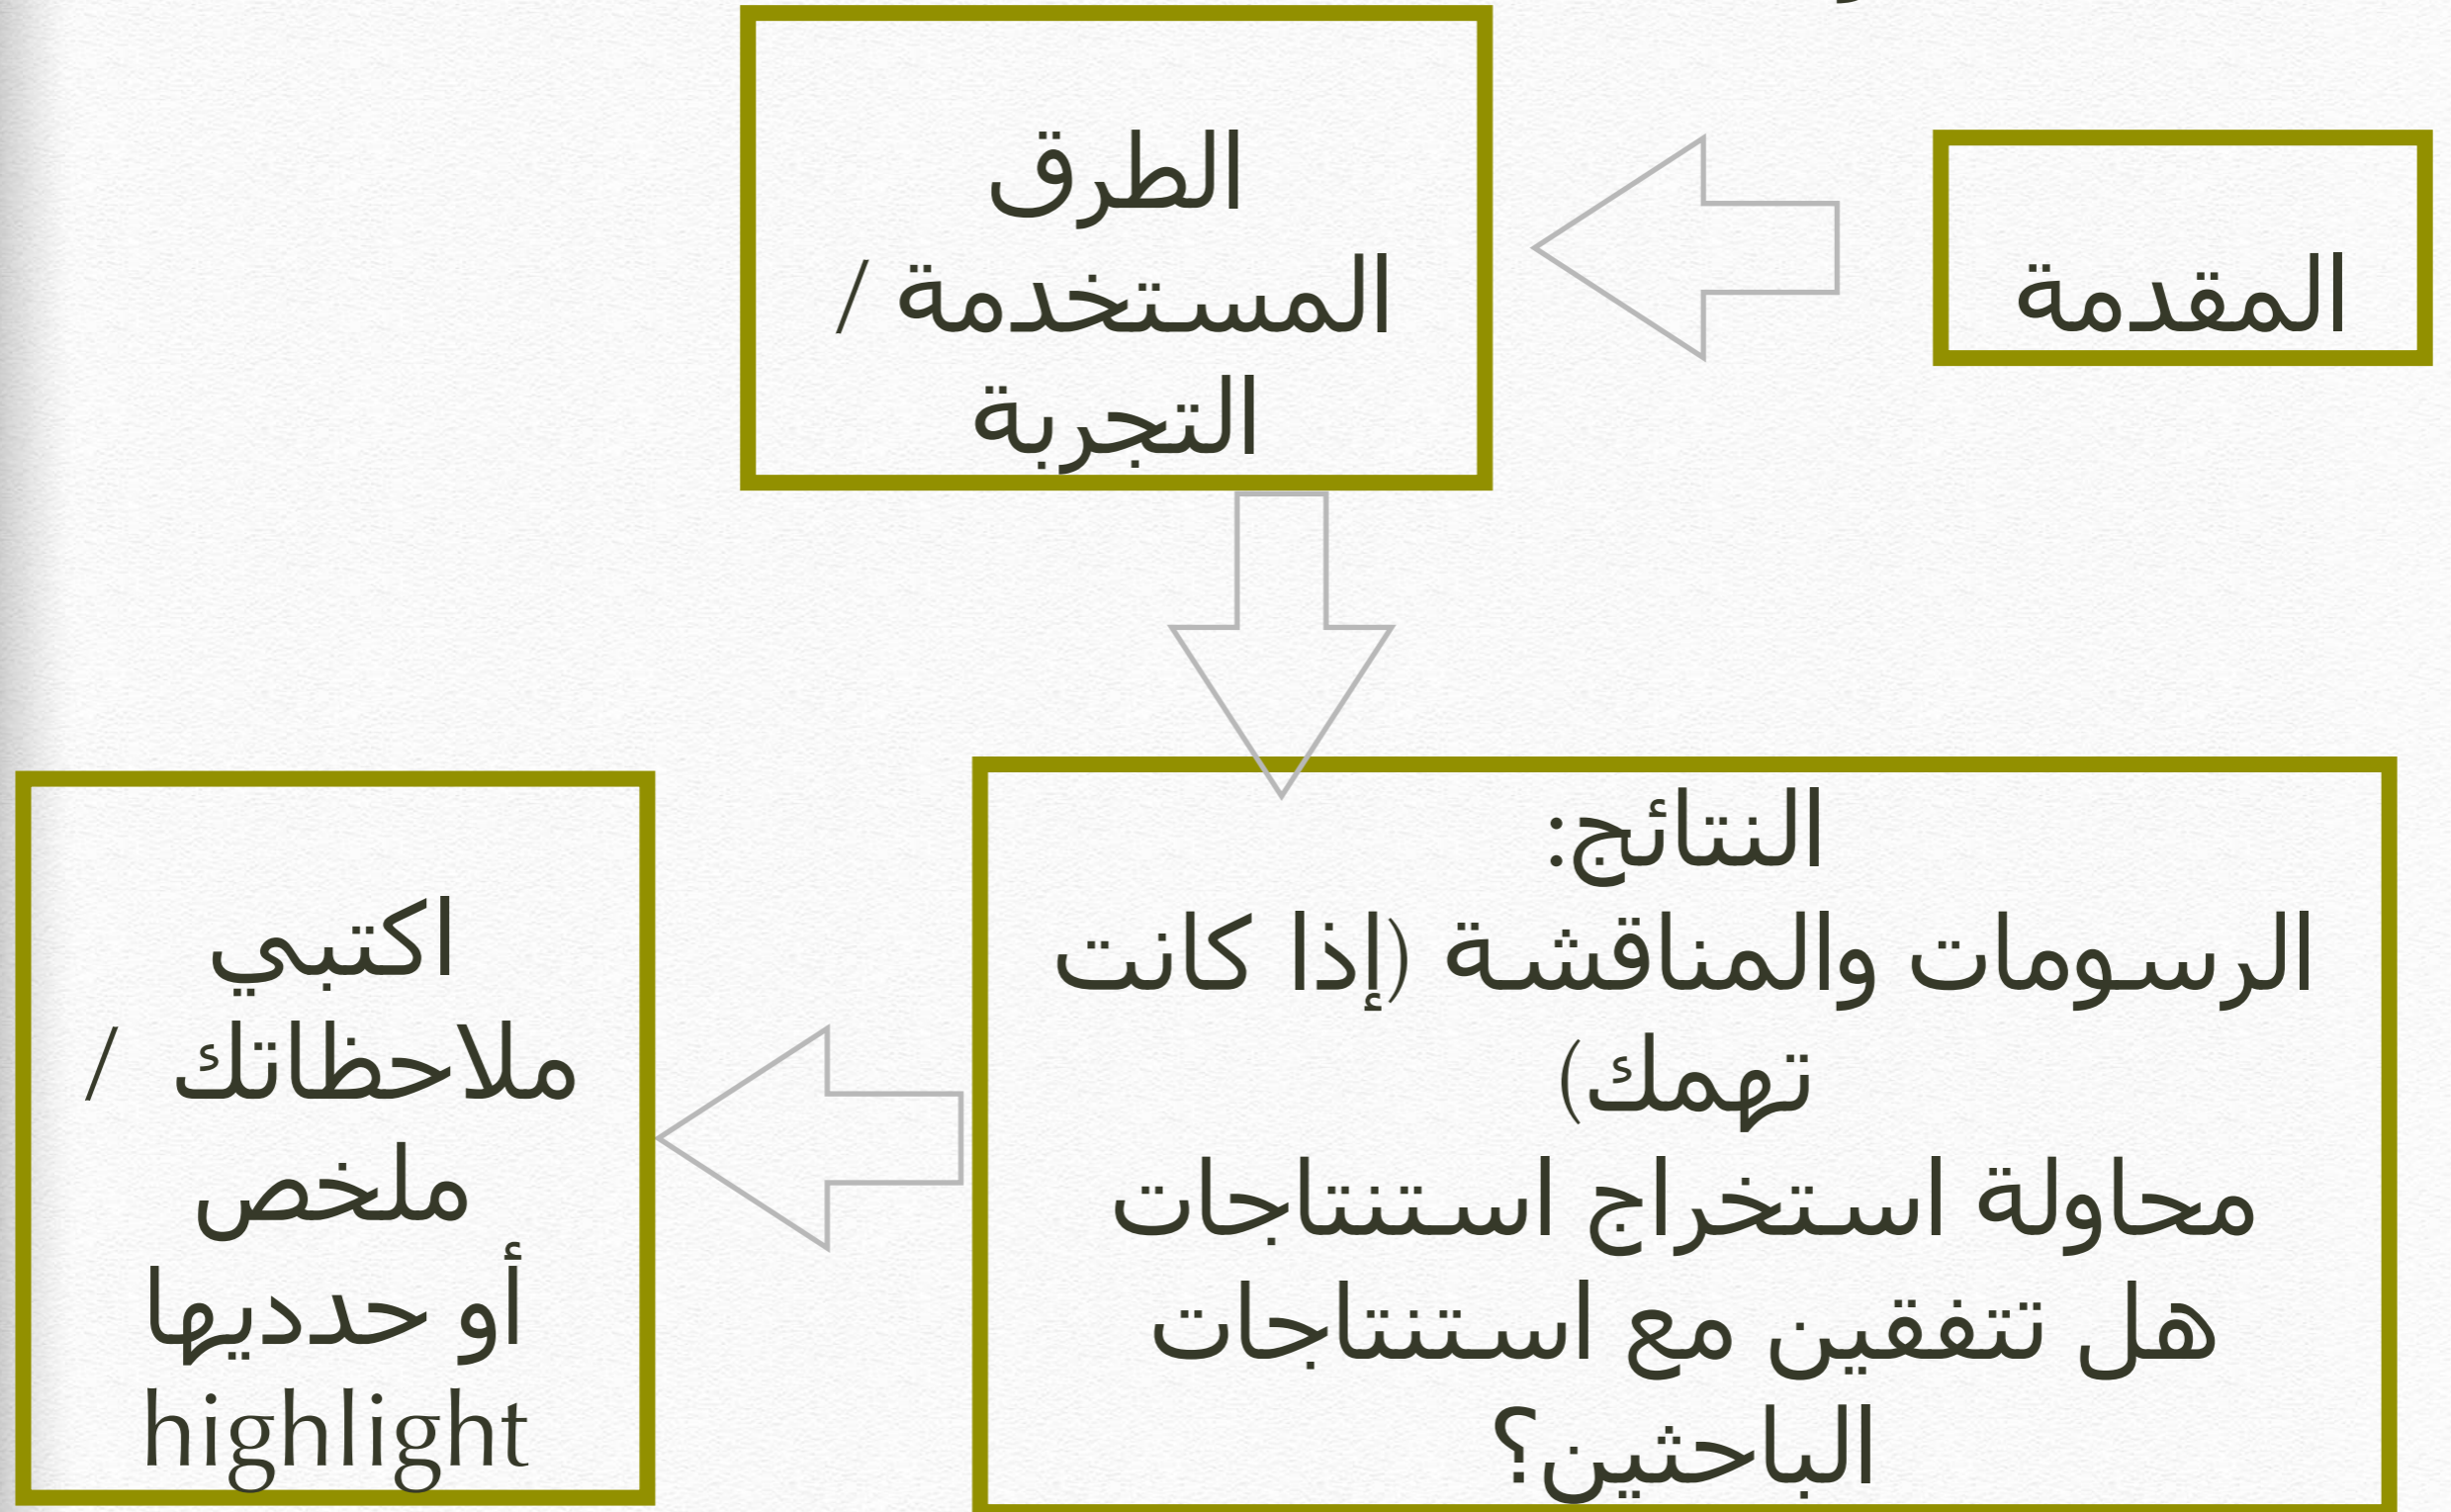 المقدمة
الطرق
المستخدمة /
التجربة
النتائج:
الرسومات والمناقشة (إذا كانت
تهمك)
محاولة استخراج استنتاجات
هل تتفقين مع استنتاجات
الباحثين؟
اكتبي
ملاحظاتك /
ملخص
أو حدديها
highlight